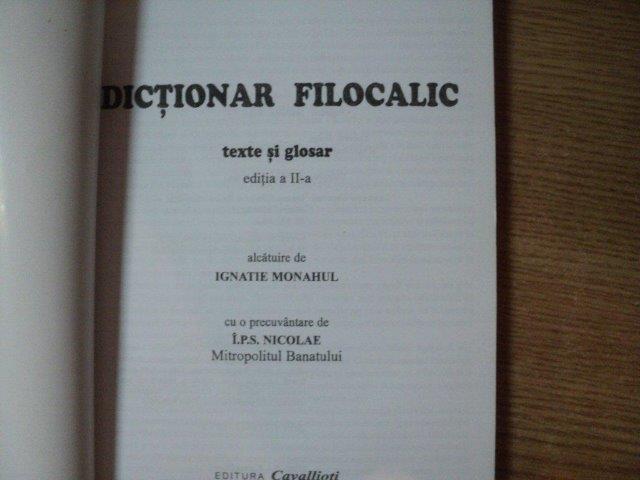 DICȚIONAR FILOCALIC
texte și glosar
ediția a II-a
alcătuire de
IGNATIE MONAHUL
cu o precuvântare de
Î.P.S. NICOLAE
Mitropolitul Banatului
EDITURA Cavallioti